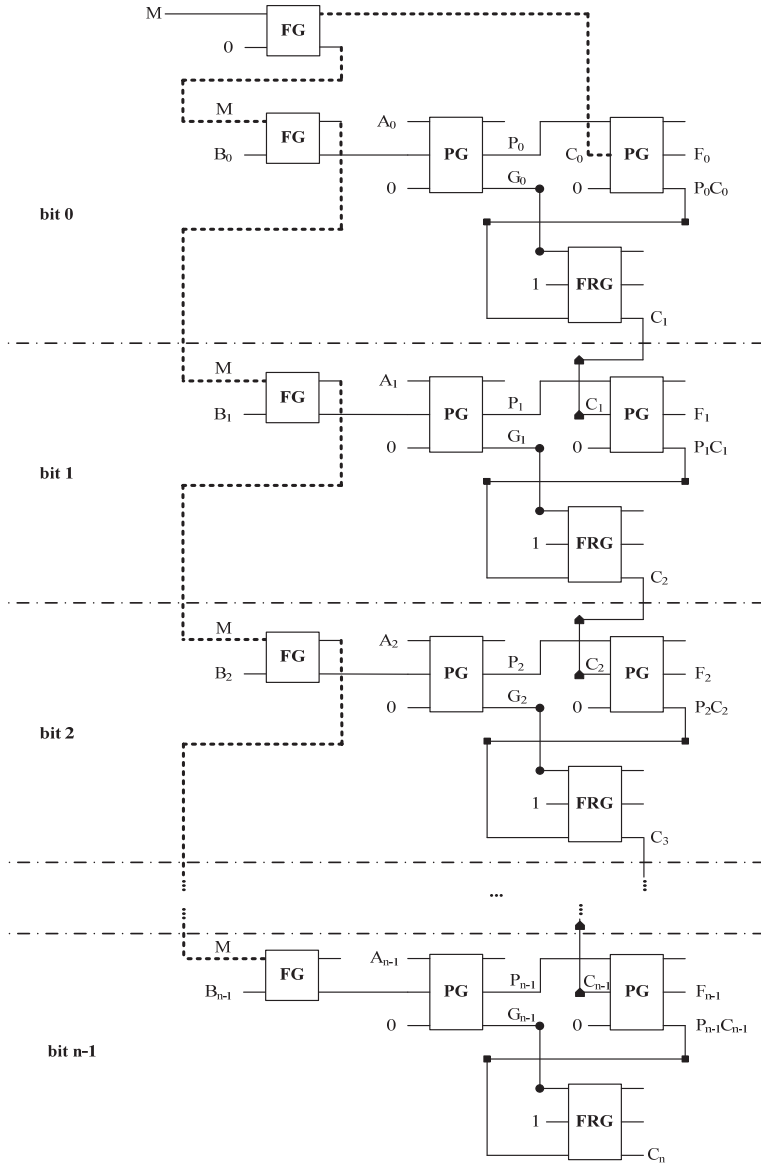 M
FG
0
M
FG
B₀
A₀
PG
P₀
0
G₀
C₀
PG
F₀
0
P₀C₀
bit 0
1
FRG
C₁
M
FG
B₁
A₁
PG
P₁
0
G₁
C₁
PG
F₁
0
P₁C₁
bit 1
1
FRG
C₂
M
FG
B₂
A₂
PG
P₂
0
G₂
C₂
PG
F₂
0
P₂C₂
bit 2
1
FRG
C₃
...
M
FG
Bₙ₋₁
Aₙ₋₁
PG
Pₙ₋₁
0
Gₙ₋₁
Cₙ₋₁
PG
Fₙ₋₁
0
Pₙ₋₁Cₙ₋₁
bit n-1
1
FRG
Cₙ